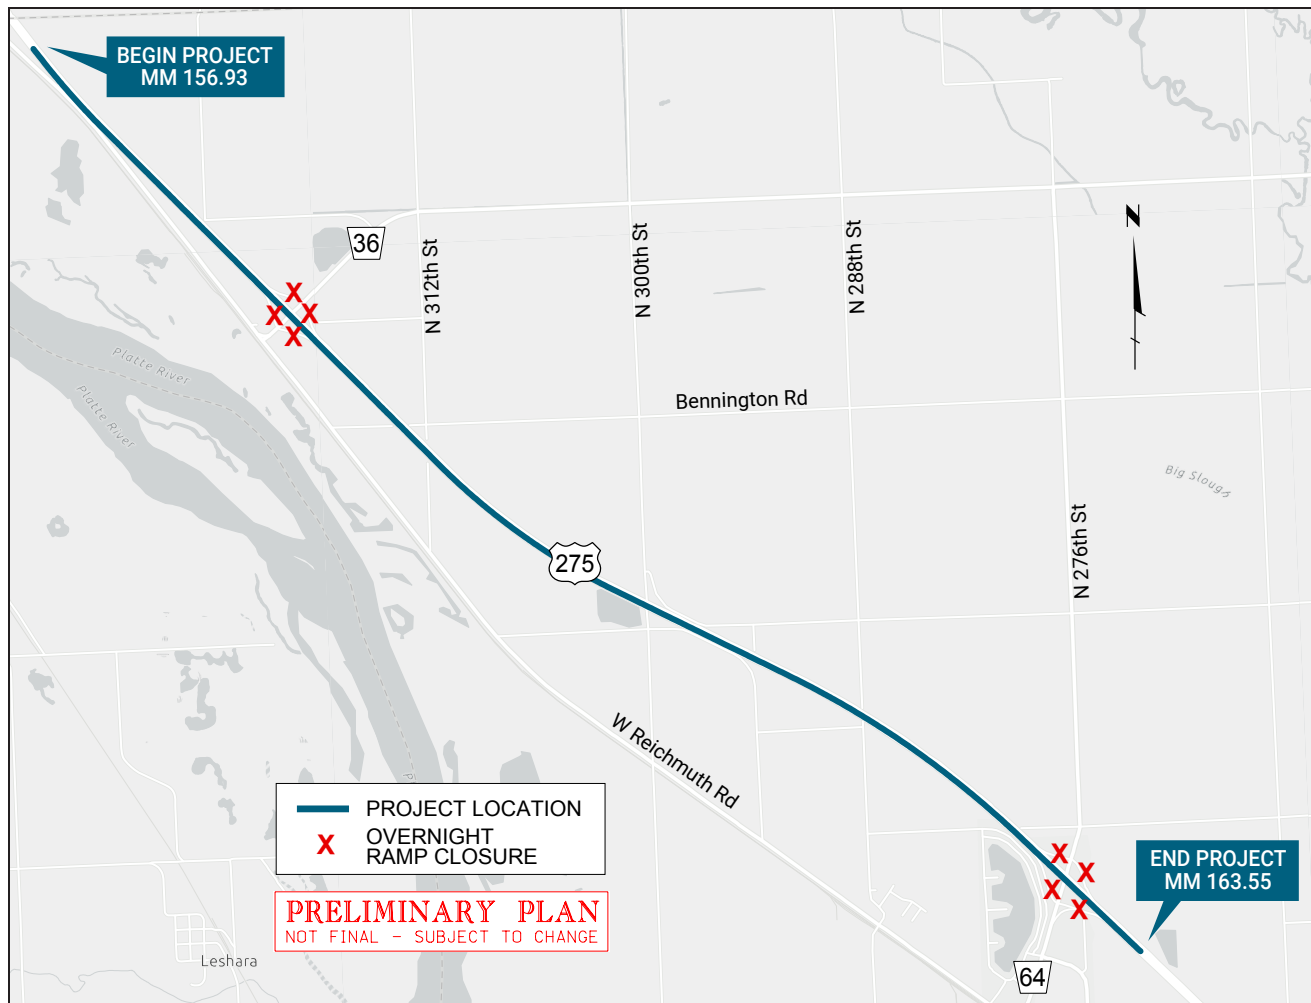 BEGIN PROJECT
MM 156.93
36
N
N 312th St
N 300th St
N 288th St
Platte River
Platte River
Bennington Rd
Big Slough
N 276th St
275
W Reichmuth Rd
PROJECT LOCATION
X OVERNIGHT
RAMP CLOSURE
PRELIMINARY PLAN
NOT FINAL - SUBJECT TO CHANGE
END PROJECT
MM 163.55
Leshara
64